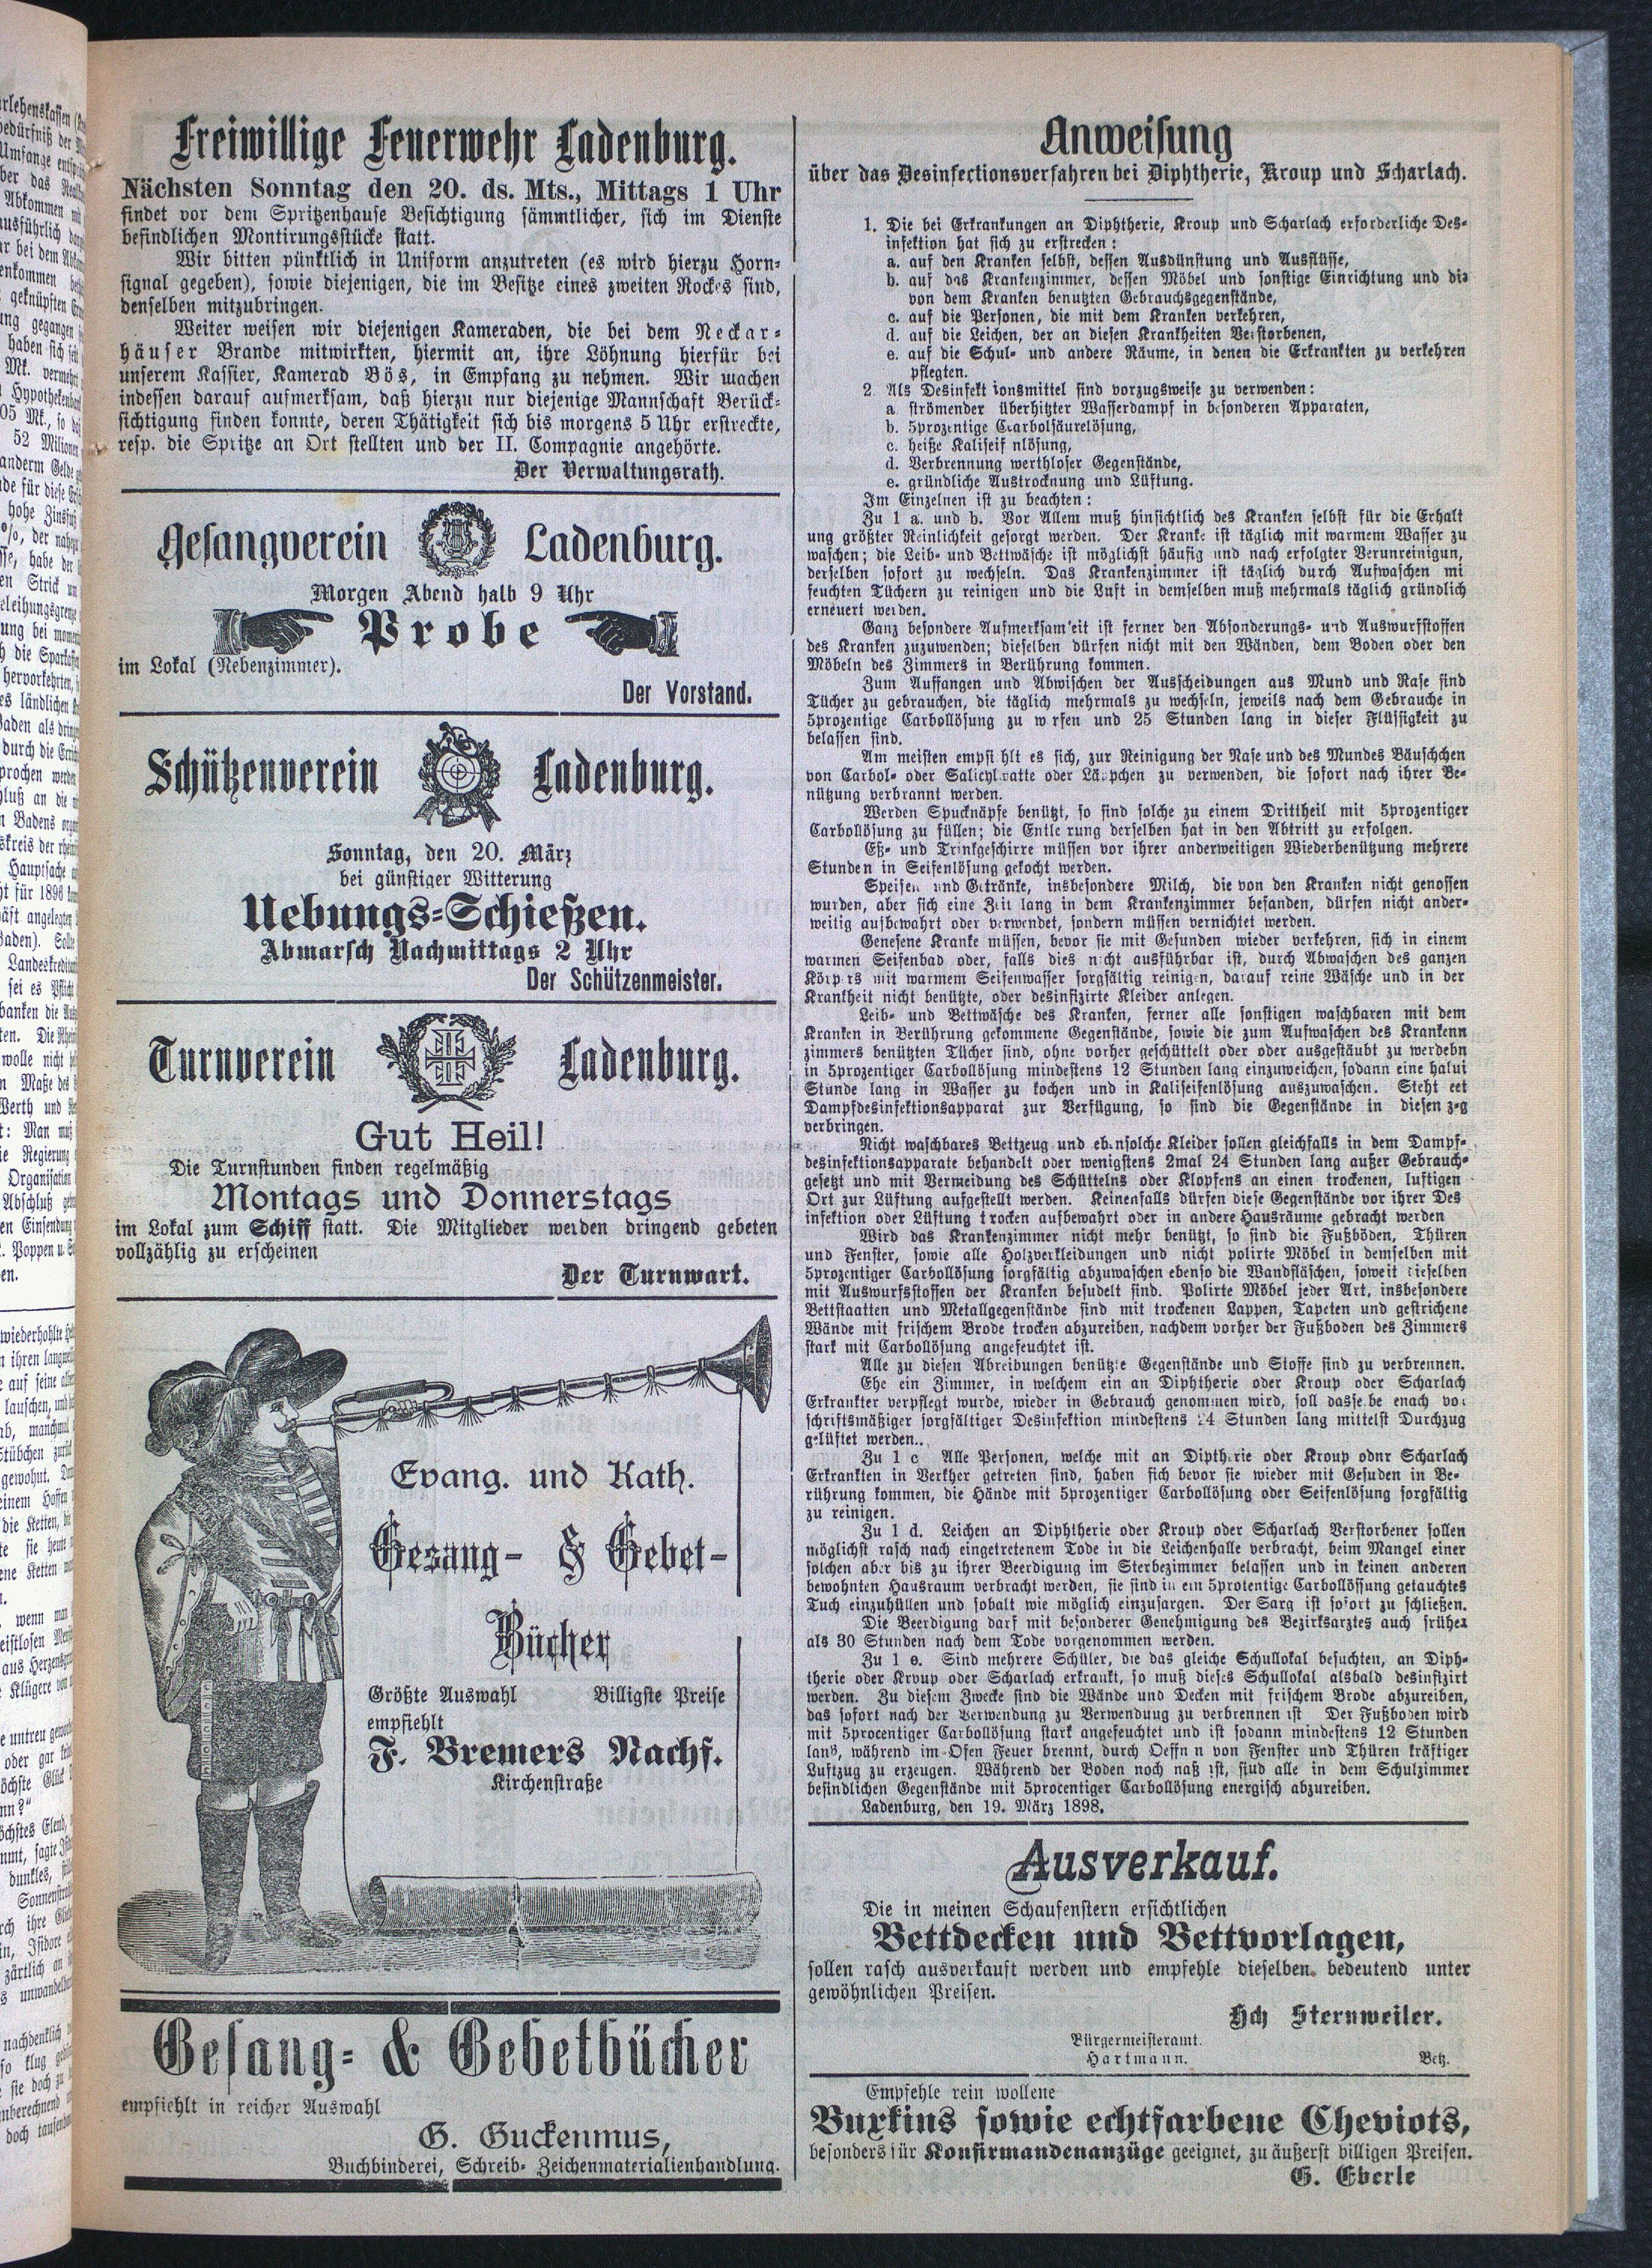 Freiwillige Feuerwehr Ladenburg.
Nächsten Sonntag den 20. ds. Mts., Mittags 1 Uhr
findet vor dem Spritzenhause Besichtigung sämmtlicher, sich im Dienste
befindlichen Montirungsstücke statt.
Wir bitten pünktlich in Uniform anzutreten (es wird hierzu Horn-
signal gegeben), sowie diejenigen, die im Besitze eines zweiten Rockes sind,
denselben mitzubringen.
Weiter weisen wir diejenigen Kameraden, die bei dem Neckar-
häuser Brande mitwirkten, hiermit an, ihre Löhnung hierfür bei
unserem Kassier, Kamerad Bös, in Empfang zu nehmen. Wir machen
indessen darauf aufmerksam, daß hierzu nur diejenige Mannschaft Berück-
sichtigung finden konnte, deren Thätigkeit sich bis morgens 5 Uhr erstreckte,
resp. die Spritze an Ort stellten und der II. Compagnie angehörte.
Der Verwaltungsrath.
Gesangverein Ladenburg.
Morgen Abend halb 9 Uhr
Probe
im Lokal (Nebenzimmer).
Der Vorstand.
Schützenverein Ladenburg.
Sonntag, den 20. März
bei günstiger Witterung
Uebungs-Schießen.
Abmarsch Nachmittags 2 Uhr
Der Schützenmeister.
Turnverein Ladenburg.
Gut Heil!
Die Turnstunden finden regelmäßig
Montags und Donnerstags
im Lokal zum Schiff statt. Die Mitglieder werden dringend gebeten
vollzählig zu erscheinen
Der Turnwart.
Evang. und Kath.
Gesang- & Gebet-
Bücher
Größte Auswahl Billigste Preise
empfiehlt
F. Bremers Nachf.
Kirchenstraße
Gesang- & Gebetbücher
empfiehlt in reicher Auswahl
G. Guckenmus,
Buchbinderei, Schreib- Zeichenmaterialienhandlung.
Anweisung
über das Desinfectionsverfahren bei Diphtherie, Kroup und Scharlach.
1. Die bei Erkrankungen an Diphtherie, Kroup und Scharlach erforderliche Des-
infektion hat sich zu erstrecken:
a. auf den Kranken selbst, dessen Ausdünstung und Ausflüsse,
b. auf das Krankenzimmer, dessen Möbel und sonstige Einrichtung und die
von dem Kranken benutzten Gebrauchsgegenstände,
c. auf die Personen, die mit dem Kranken verkehren,
d. auf die Leichen, der an diesen Krankheiten Verstorbenen,
e. auf die Schul- und andere Räume, in denen die Erkrankten zu verkehren
pflegten.
2 Als Desinfekt ionsmittel sind vorzugsweise zu verwenden:
a strömender überhitzter Wasserdampf in besonderen Apparaten,
b. 5prozentige Carbolsäurelösung,
c. heiße Kaliseif nlösung,
d. Verbrennung werthloser Gegenstände,
e. gründliche Austrocknung und Lüftung.
Im Einzelnen ist zu beachten:
Zu 1 a. und b. Vor Allem muß hinsichtlich des Kranken selbst für die Erhalt
ung größter Reinlichkeit gesorgt werden. Der Kranke ist täglich mit warmem Wasser zu
waschen; die Leib- und Bettwäsche ist möglichst häufig und nach erfolgter Verunreinigun,
derselben sofort zu wechseln. Das Krankenzimmer ist täglich durch Aufwaschen mi
feuchten Tüchern zu reinigen und die Luft in demselben muß mehrmals täglich gründlich
erneuert werden.
Ganz besondere Aufmerksam'eit ist ferner den Absonderungs- und Auswurfstoffen
des Kranken zuzuwenden; dieselben dürfen nicht mit den Wänden, dem Boden oder den
Möbeln des Zimmers in Berührung kommen.
Zum Auffangen und Abwischen der Ausscheidungen aus Mund und Nase sind
Tücher zu gebrauchen, die täglich mehrmals zu wechseln, jeweils nach dem Gebrauche in
5prozentige Carbollösung zu w rfen und 25 Stunden lang in dieser Flüssigkeit zu
belassen sind.
Am meisten empfi hlt es sich, zur Reinigung der Nase und des Mundes Bäuschchen
von Carbol- oder Salicylwatte oder Läppchen zu verwenden, die sofort nach ihrer Be-
nützung verbrannt werden.
Werden Spucknäpfe benützt, so sind solche zu einem Drittheil mit 5prozentiger
Carbollösung zu füllen; die Entle rung derselben hat in den Abtritt zu erfolgen.
Eß- und Trinkgeschirre müssen vor ihrer anderweitigen Wiederbenützung mehrere
Stunden in Seifenlösung gekocht werden.
Speisen und Getränke, insbesondere Milch, die von den Kranken nicht genossen
wurden, aber sich eine Zeit lang in dem Krankenzimmer befanden, dürfen nicht ander-
weitig aufbewahrt oder verwendet, sondern müssen vernichtet werden.
Genesene Kranke müssen, bevor sie mit Gesunden wieder verkehren, sich in einem
warmen Seifenbad oder, falls dies nicht ausführbar ist, durch Abwaschen des ganzen
Körp rs mit warmem Seifenwasser sorgfältig reinigen, darauf reine Wäsche und in der
Krankheit nicht benützte, oder desinfizirte Kleider anlegen.
Leib- und Bettwäsche des Kranken, ferner alle sonstigen waschbaren mit dem
Kranken in Berührung gekommene Gegenstände, sowie die zum Aufwaschen des Krankenn
zimmers benützten Tücher sind, ohne vorher geschüttelt oder oder ausgestäubt zu werdebn
in 5prozentiger Carbollösung mindestens 12 Stunden lang einzuweichen, sodann eine halui
Stunde lang in Wasser zu kochen und in Kaliseifenlösung auszuwaschen. Steht eet
Dampfdesinfektionsapparat zur Verfügung, so sind die Gegenstände in diesen z-g
verbringen.
Nicht waschbares Bettzeug und eb.nsolche Kleider sollen gleichfalls in dem Dampf-
desinfektionsapparate behandelt oder wenigstens 2mal 24 Stunden lang außer Gebrauch-
gesetzt und mit Vermeidung des Schüttelns oder Klopfens an einen trockenen, luftigen
Ort zur Lüftung aufgestellt werden. Keinenfalls dürfen diese Gegenstände vor ihrer Des
infektion oder Lüftung trocken aufbewahrt oder in andere Hausräume gebracht werden
Wird das Krankenzimmer nicht mehr benützt, so sind die Fußböden, Thüren
und Fenster, sowie alle Holzverkleidungen und nicht polirte Möbel in demselben mit
5prozentiger Carbollösung sorgfältig abzuwaschen ebenso die Wandflächen, soweit dieselben
mit Auswurfsstoffen der Kranken besudelt sind. Polirte Möbel jeder Art, insbesondere
Bettstaatten und Metallgegenstände sind mit trockenen Lappen, Tapeten und gestrichene
Wände mit frischem Brode trocken abzureiben, nachdem vorher der Fußboden des Zimmers
stark mit Carbollösung angefeuchtet ist.
Alle zu diesen Abreibungen benützte Gegenstände und Stoffe sind zu verbrennen.
Ehe ein Zimmer, in welchem ein an Diphtherie oder Kroup oder Scharlach
Erkrankter verpflegt wurde, wieder in Gebrauch genommen wird, soll dasse.be enach vor
schriftsmäßiger sorgfältiger Desinfektion mindestens 24 Stunden lang mittelst Durchzug
gelüftet werden..
Zu 1 c Alle Personen, welche mit an Dipth.rie oder Kroup odnr Scharlach
Erkrankten in Verkher getreten sind, haben sich bevor sie wieder mit Gesuden in Be-
rührung kommen, die Hände mit 5prozentiger Carbollösung oder Seifenlösung sorgfältig
zu reinigen.
Zu 1 d. Leichen an Diphtherie oder Kroup oder Scharlach Verstorbener sollen
möglichst rasch nach eingetretenem Tode in die Leichenhalle verbracht, beim Mangel einer
solchen aber bis zu ihrer Beerdigung im Sterbezimmer belassen und in keinen anderen
bewohnten Hausraum verbracht werden, sie sind in ein 5protentige Carbollössung getauchtes
Tuch einzuhüllen und sobalt wie möglich einzusargen. Der Sarg ist sofort zu schließen.
Die Beerdigung darf mit besonderer Genehmigung des Bezirksarztes auch früher
als 30 Stunden nach dem Tode vorgenommen werden.
Zu 1 e. Sind mehrere Schüler, die das gleiche Schullokal besuchten, an Diph-
therie oder Kroup oder Scharlach erkrankt, so muß dieses Schullokal alsbald desinfizirt
werden. Zu diesem Zwecke sind die Wände und Decken mit frischem Brode abzureiben,
das sofort nach der Verwendung zu Verwendung zu verbrennen ist Der Fußboden wird
mit 5procentiger Carbollösung stark angefeuchtet und ist sodann mindestens 12 Stunden
lang, während im Ofen Feuer brennt, durch Oeffn n von Fenster und Thüren kräftiger
Luftzug zu erzeugen. Während der Boden noch naß ist, sind alle in dem Schulzimmer
befindlichen Gegenstände mit 5procentiger Carbollösung energisch abzureiben.
Ladenburg, den 19. März 1898.
Ausverkauf.
Die in meinen Schaufenstern ersichtlichen
Bettdecken und Bettvorlagen,
sollen rasch ausverkauft werden und empfehle dieselben. bedeutend unter
gewöhnlichen Preisen.
Hch Sternweiler.
Bürgermeisteramt.
Hartmann. Betz.
Empfehle rein wollene
Buxkins sowie echtfarbene Cheviots,
besonders für Konfirmandenanzüge geeignet, zu äußerst billigen Preisen.
G. Eberle